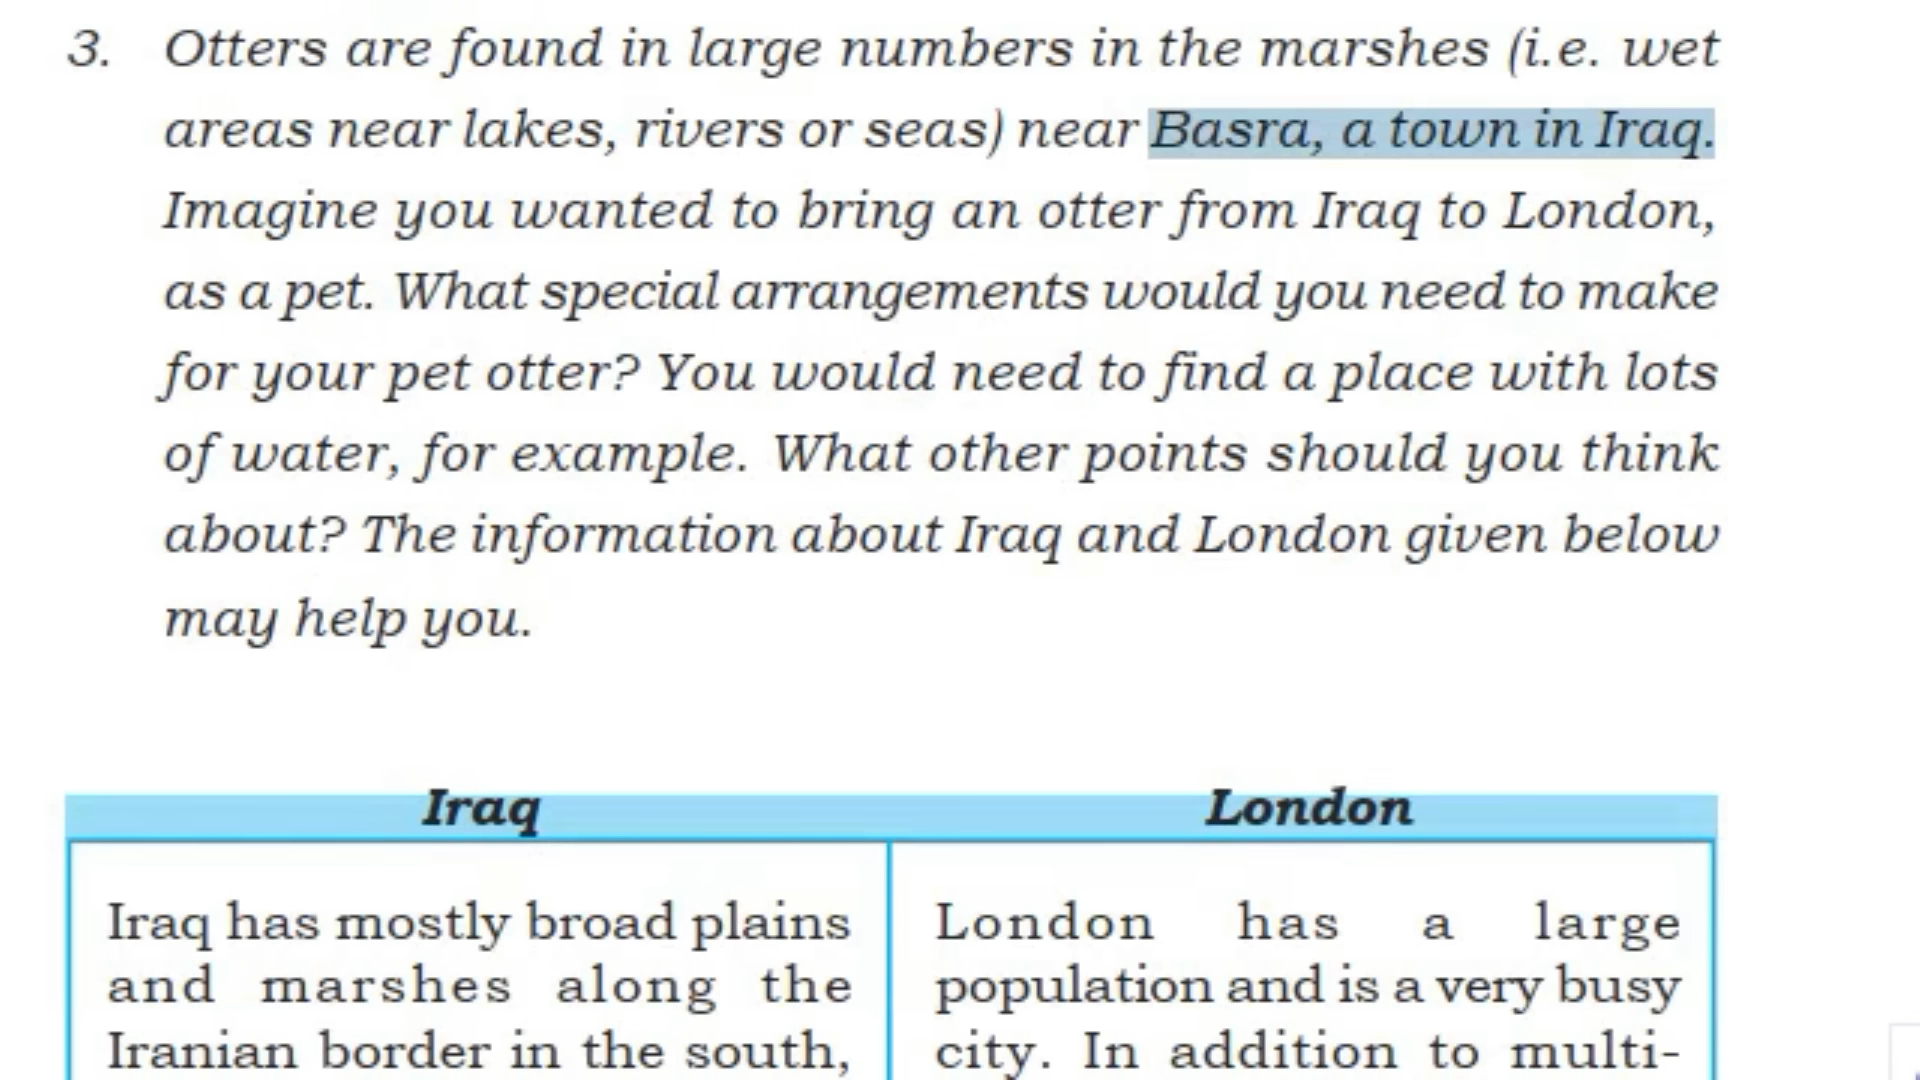 3. Otters are found in large numbers in the marshes (i.e. wet
areas near lakes, rivers or seas) near Basra, a town in Iraq.
Imagine you wanted to bring an otter from Iraq to London,
as a pet. What special arrangements would you need to make
for your pet otter? You would need to find a place with lots
of water, for example. What other points should you think
about? The information about Iraq and London given below
may help you.
Iraq
Iraq has mostly broad plains
and marshes along the
Iranian border in the south,
London
London has a large
population and is a very busy
city. In addition to multi-